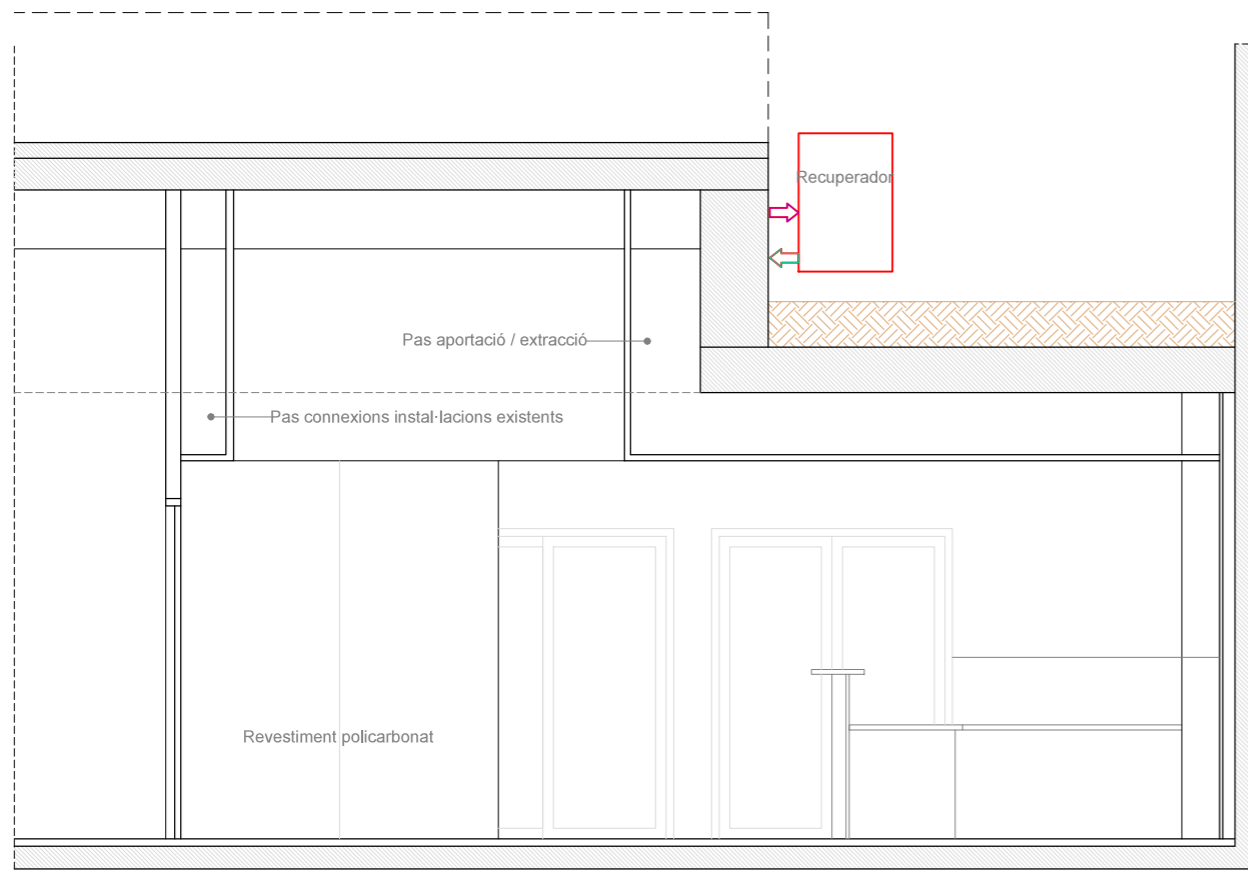 Recuperador
Pas aportació / extracció
Pas connexions instal·lacions existents
Revestiment policarbonat